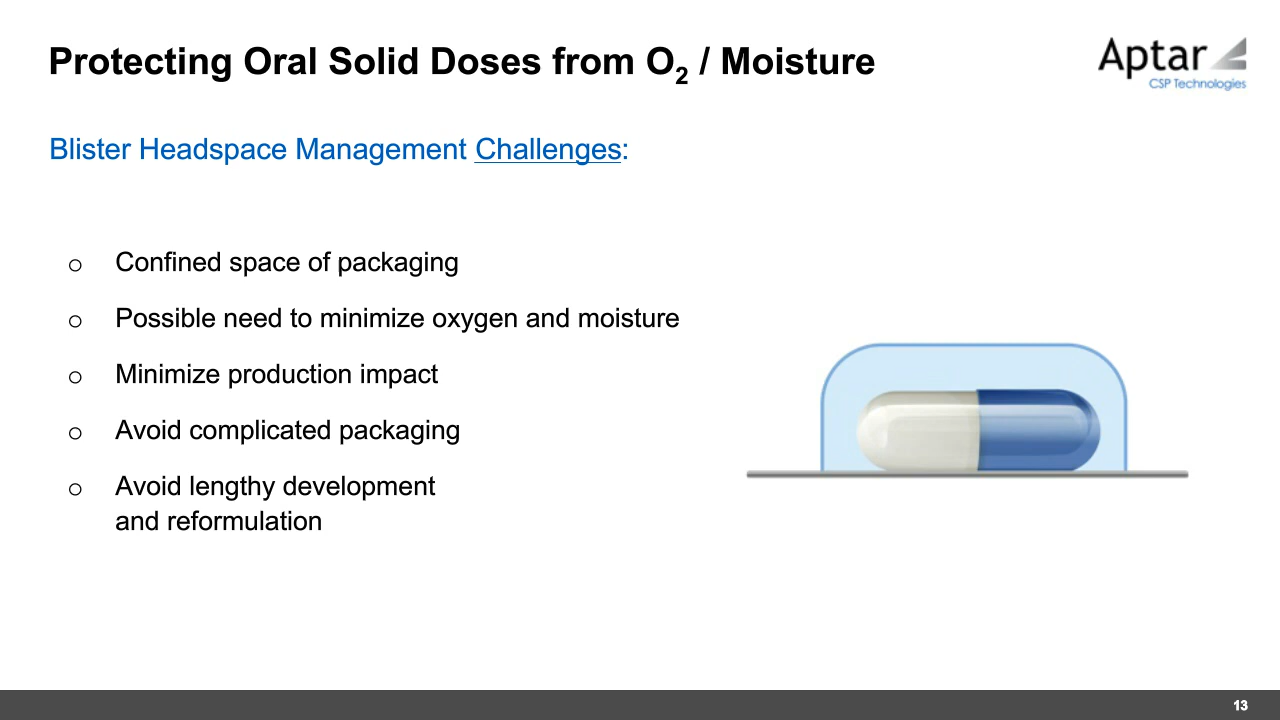 Protecting Oral Solid Doses from O2 / Moisture
Aptar
CSP Technologies
Blister Headspace Management Challenges:
o Confined space of packaging
o Possible need to minimize oxygen and moisture
o Minimize production impact
o Avoid complicated packaging
o Avoid lengthy development
and reformulation
13